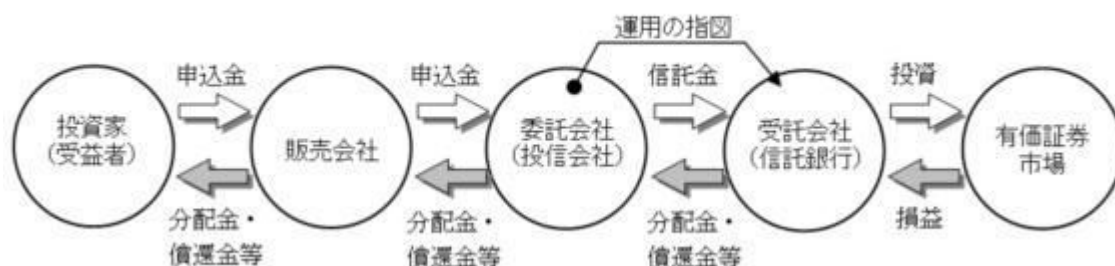 運用の指図
申込金
申込金
信託金
投資
投資家
(受益者)
販売会社
委託会社
(投信会社)
受託会社
(信託銀行)
有価証券
市場
分配金・
償還金等
分配金・
償還金等
分配金・
償還金等
損益